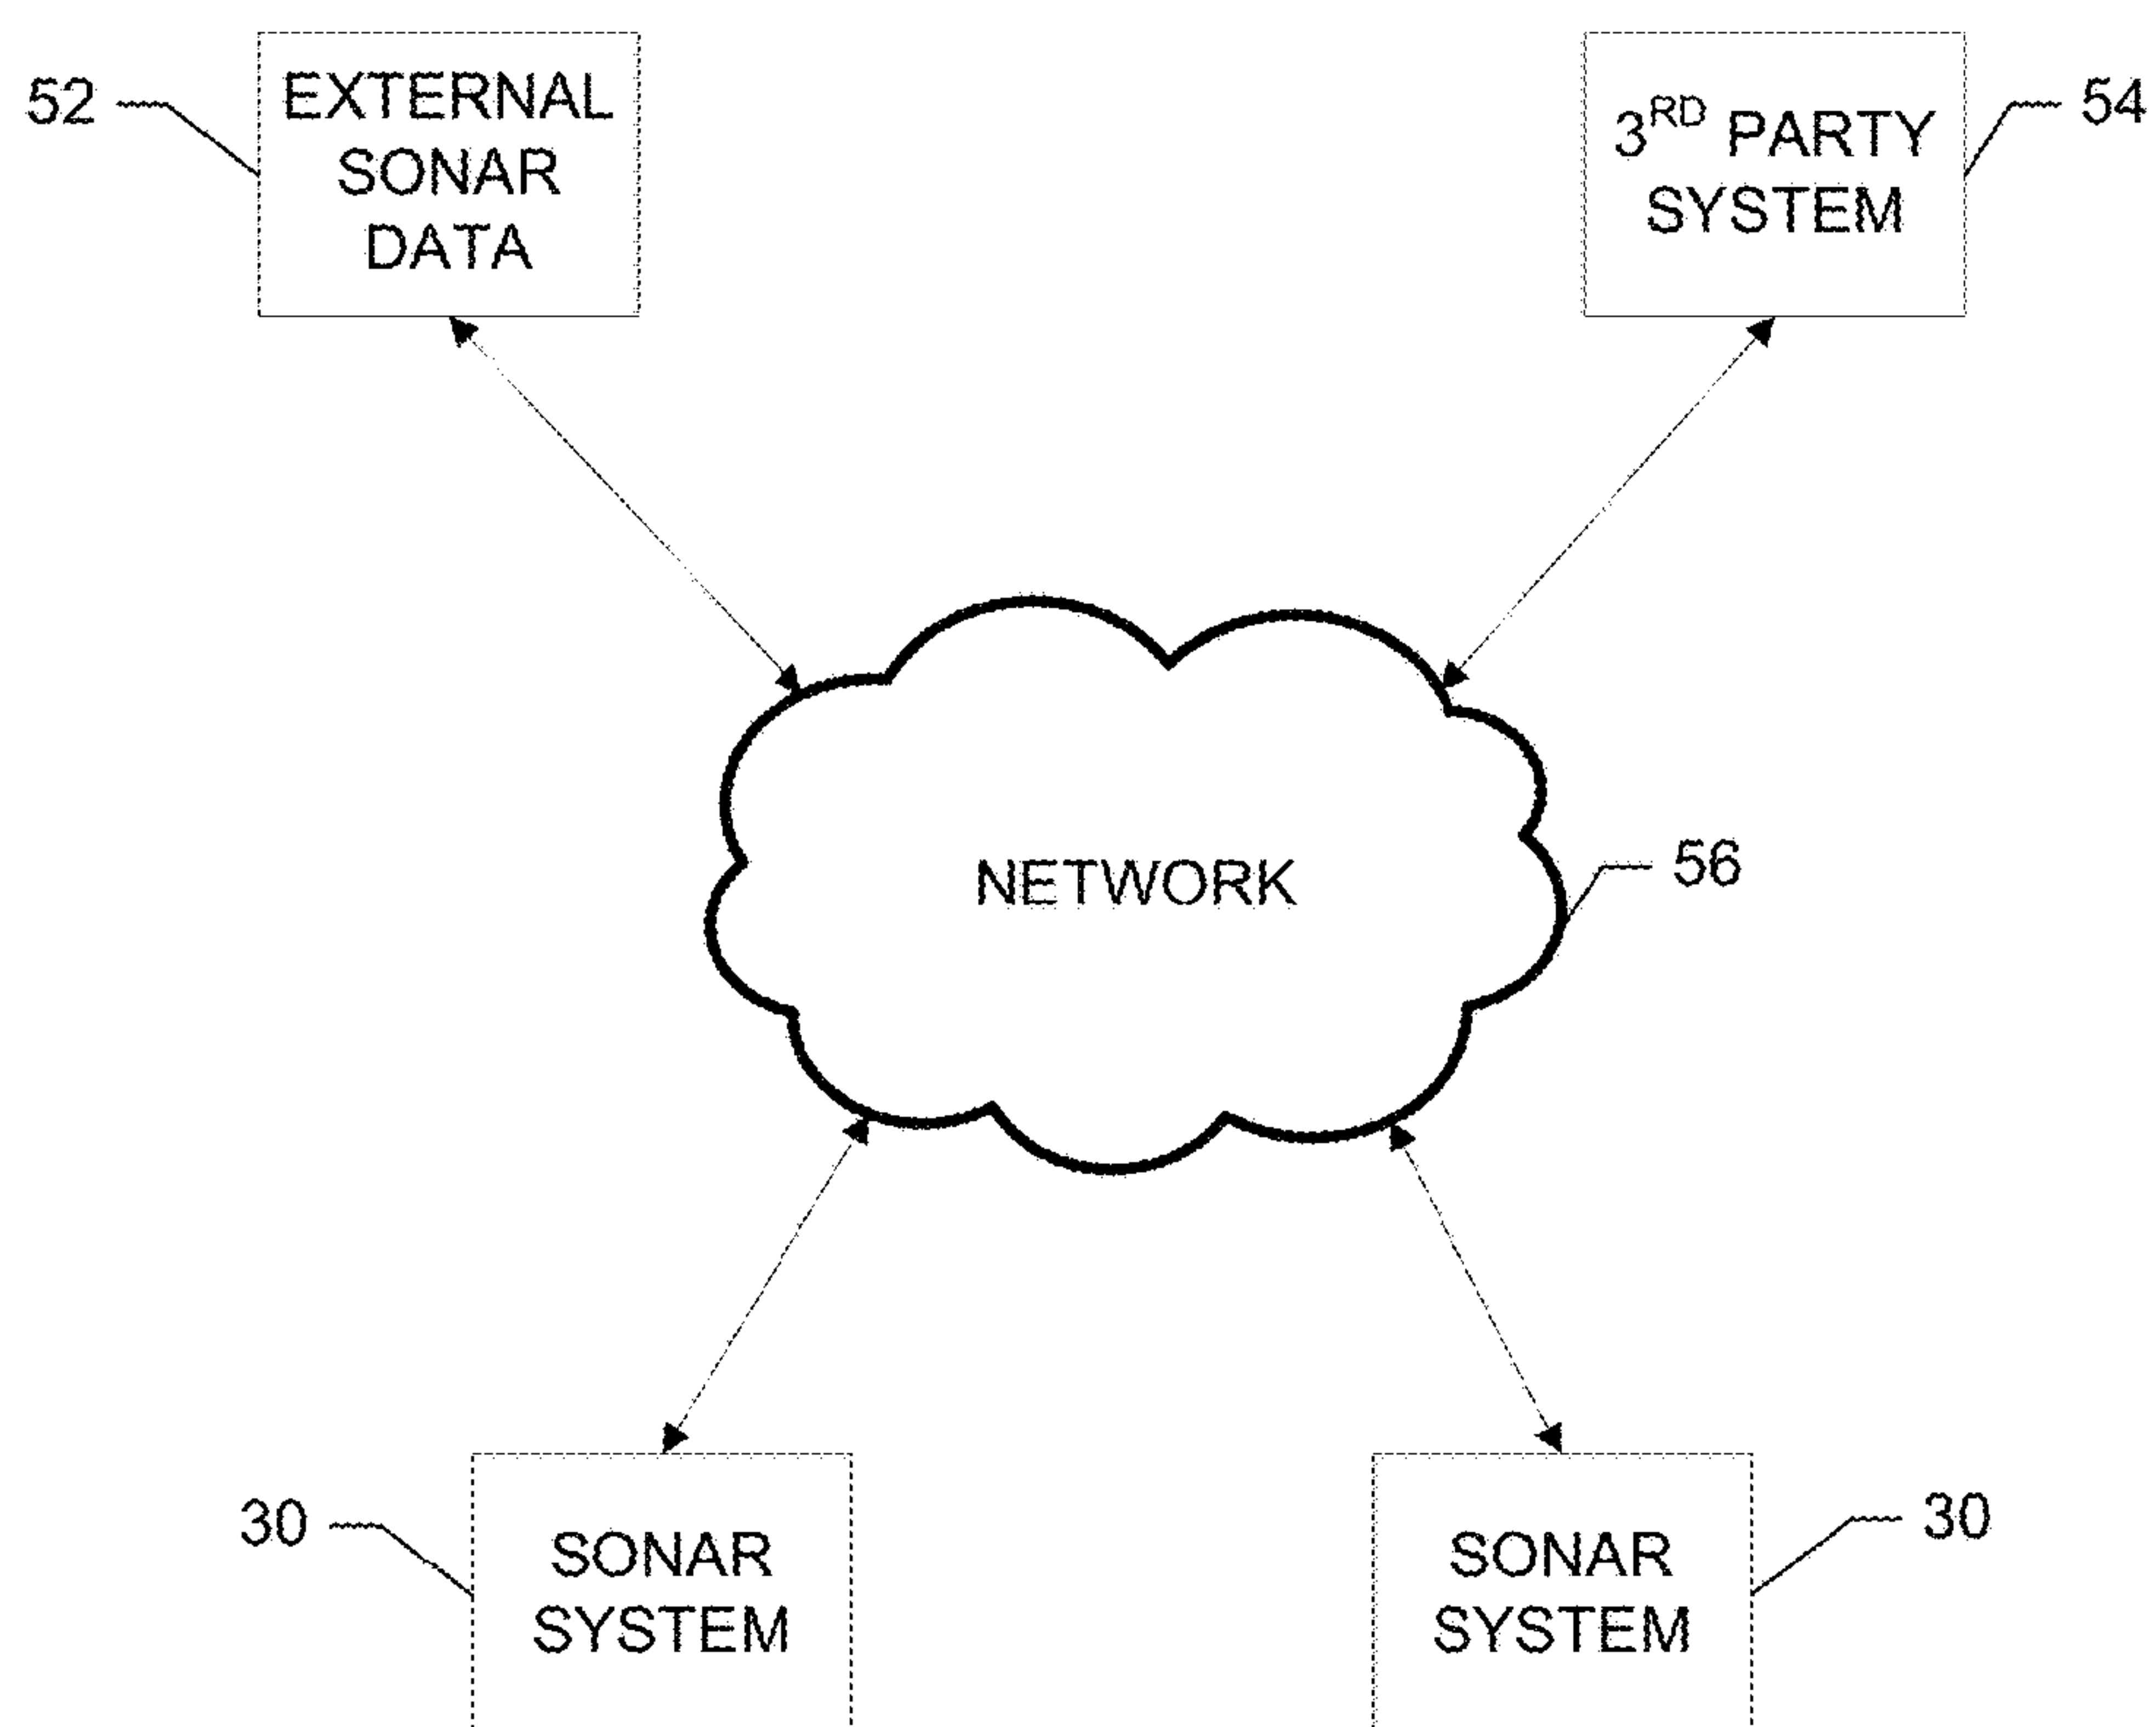 52
EXTERNAL
SONAR
DATA
3RD PARTY
SYSTEM
54
NETWORK
56
30
SONAR
SYSTEM
SONAR
SYSTEM
30